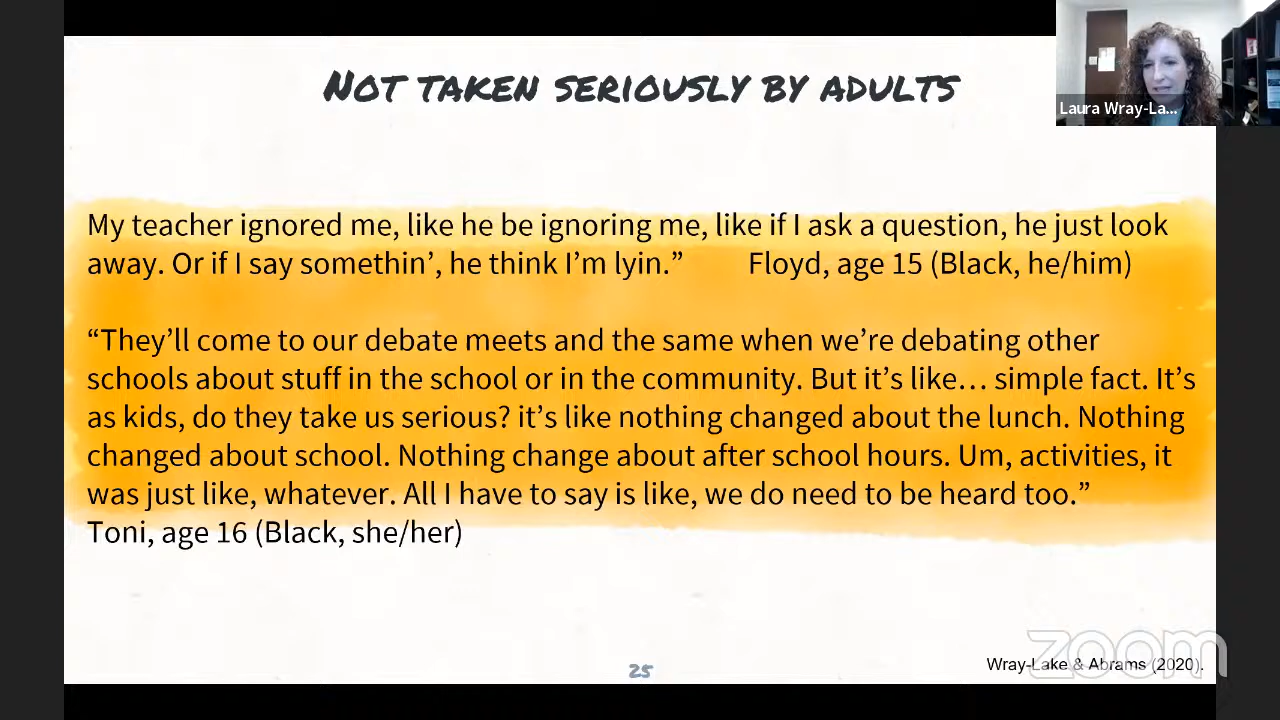 NOT TAKEN SERIOUSLY BY ADULTS
Laura Wray-La...
My teacher ignored me, like he be ignoring me, like if I ask a question, he just look
away. Or if I say somethin’, he think I’m lyin.” Floyd, age 15 (Black, he/him)
“They’ll come to our debate meets and the same when we’re debating other
schools about stuff in the school or in the community. But it’s like… simple fact. It’s
as kids, do they take us serious? it’s like nothing changed about the lunch. Nothing
changed about school. Nothing change about after school hours. Um, activities, it
was just like, whatever. All I have to say is like, we do need to be heard too.”
Toni, age 16 (Black, she/her)
zoom
25
Wray-Lake & Abrams (2020).